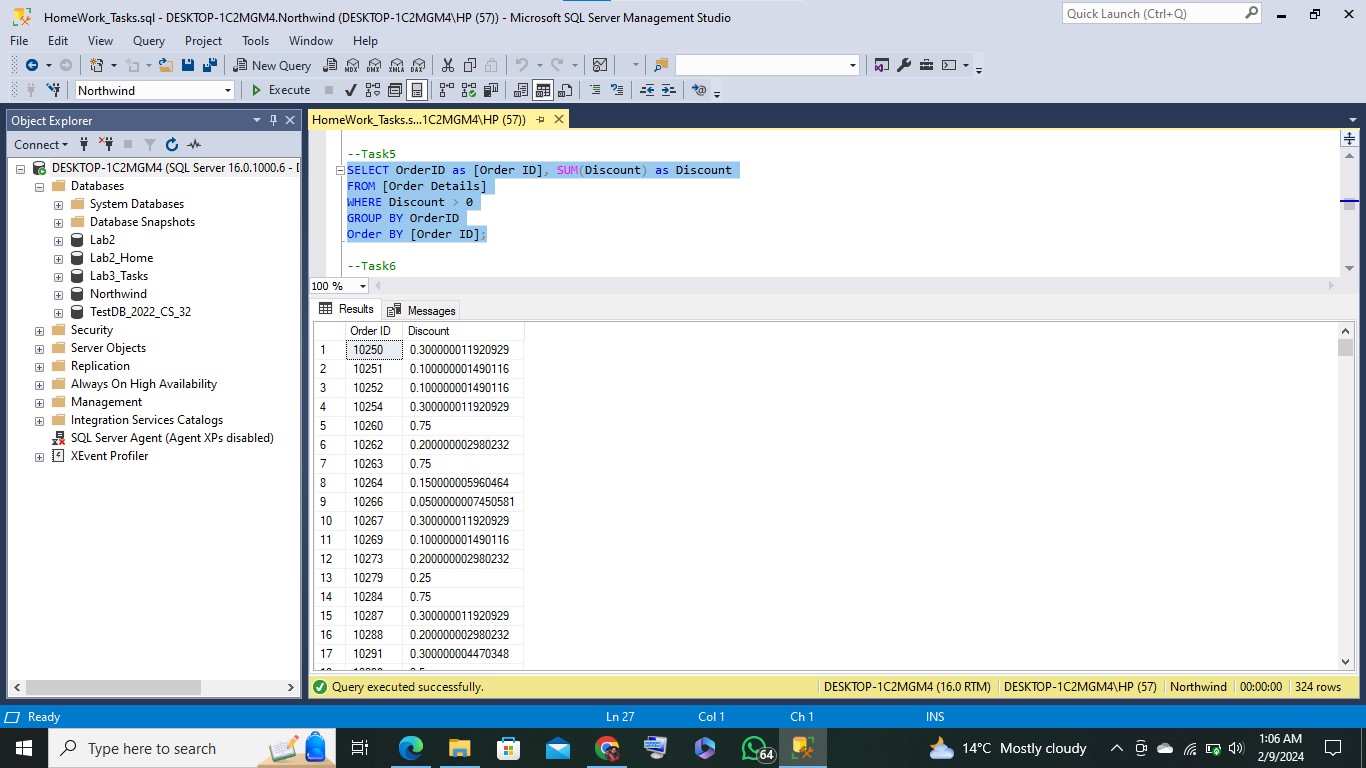 HomeWork_Tasks.sql - DESKTOP-1C2MGM4.Northwind (DESKTOP-1C2MGM4\HP (57)) - Microsoft SQL Server Management Studio
Quick Launch (Ctrl+Q)
File Edit View Query Project Tools Window Help
New Query MDX DMX XMLA DAX
Northwind Execute
Object Explorer
HomeWork_Tasks.s...1C2MGM4\HP (57))
Connect
DESKTOP-1C2MGM4 (SQL Server 16.0.1000.6 - D
Databases
System Databases
Database Snapshots
Lab2
Lab2_Home
Lab3_Tasks
Northwind
TestDB_2022_CS_32
Security
Server Objects
Replication
Always On High Availability
Management
Integration Services Catalogs
SQL Server Agent (Agent XPs disabled)
XEvent Profiler
--Task5
SELECT OrderID as [Order ID], SUM(Discount) as Discount
FROM [Order Details]
WHERE Discount > 0
GROUP BY OrderID
Order BY [Order ID];
--Task6
100 %
Results Messages
Order ID Discount
1 10250 0.300000011920929
2 10251 0.100000001490116
3 10252 0.100000001490116
4 10254 0.300000011920929
5 10260 0.75
6 10262 0.200000002980232
7 10263 0.75
8 10264 0.150000005960464
9 10266 0.0500000007450581
10 10267 0.300000011920929
11 10269 0.100000001490116
12 10273 0.200000002980232
13 10279 0.25
14 10284 0.75
15 10287 0.300000011920929
16 10288 0.200000002980232
17 10291 0.300000004470348
Query executed successfully. DESKTOP-1C2MGM4 (16.0 RTM) DESKTOP-1C2MGM4\HP (57) Northwind 00:00:00 324 rows
Ready Ln 27 Col 1 Ch 1 INS
Type here to search 64 14°C Mostly cloudy 1:06 AM
2/9/2024